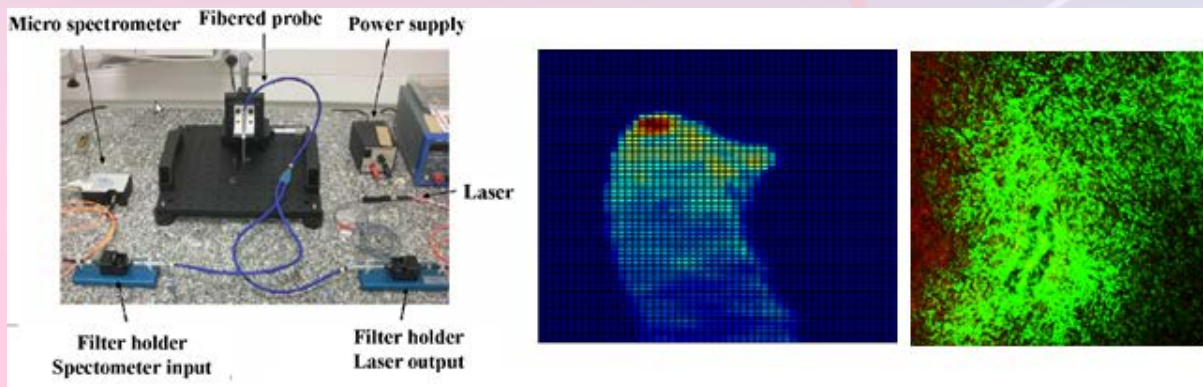 Micro spectrometer
Fibered probe
Power supply
Laser
Filter holder
Spectometer input
Filter holder
Laser output